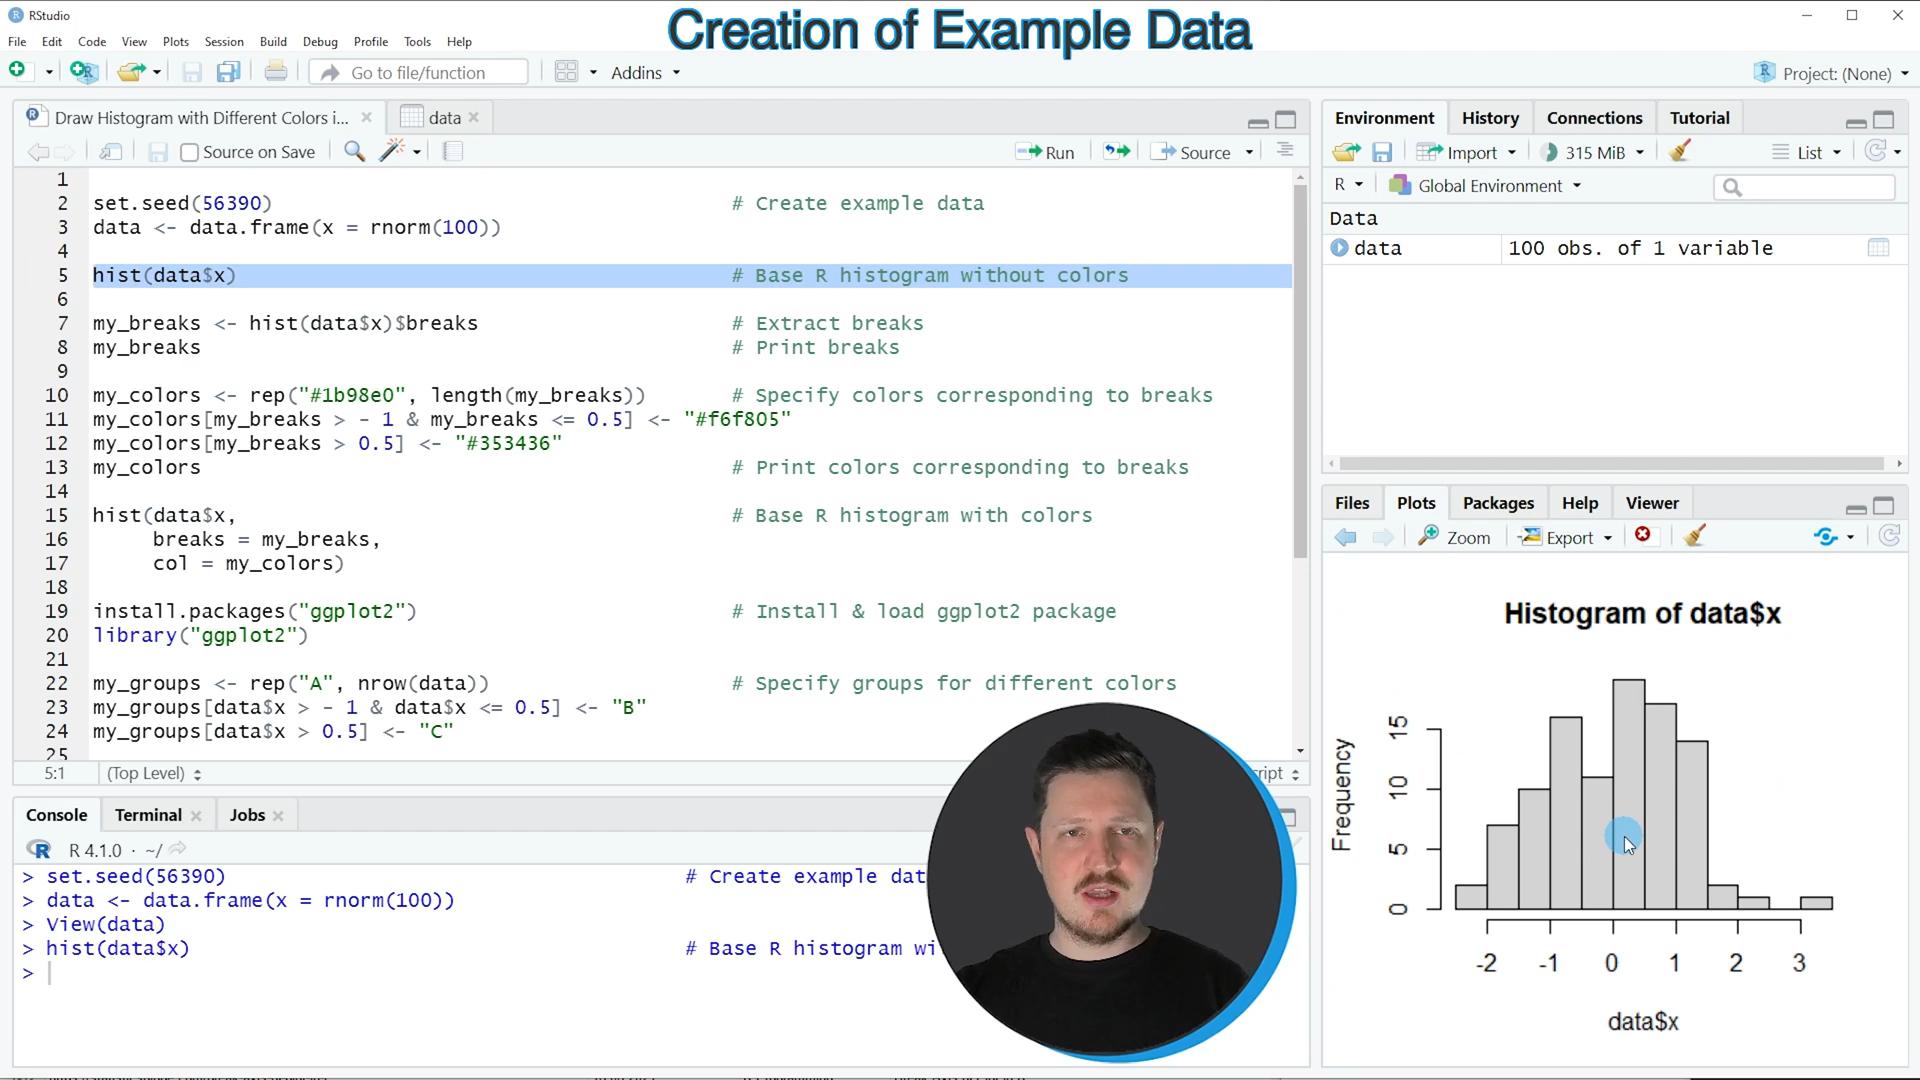 RStudio
Creation of Example Data
File Edit Code View Plots Session Build Debug Profile Tools Help
Go to file/function Addins Project: (None)
Draw Histogram with Different Colors i... data
Source on Save Run Source
1
2 set.seed(56390) # Create example data
3 data <- data.frame(x = rnorm(100))
4
5 hist(data$x) # Base R histogram without colors
6
7 my_breaks <- hist(data$x)$breaks # Extract breaks
8 my_breaks # Print breaks
9
10 my_colors <- rep("#1b98e0", length(my_breaks)) # Specify colors corresponding to breaks
11 my_colors[my_breaks > - 1 & my_breaks <= 0.5] <- "#f6f805"
12 my_colors[my_breaks > 0.5] <- "#353436"
13 my_colors # Print colors corresponding to breaks
14
15 hist(data$x, # Base R histogram with colors
16 breaks = my_breaks,
17 col = my_colors)
18
19 install.packages("ggplot2") # Install & load ggplot2 package
20 library("ggplot2")
21
22 my_groups <- rep("A", nrow(data)) # Specify groups for different colors
23 my_groups[data$x > - 1 & data$x <= 0.5] <- "B"
24 my_groups[data$x > 0.5] <- "C"
25
5:1 (Top Level) cript
Console Terminal Jobs
R 4.1.0 · ~/
> set.seed(56390) # Create example dat
> data <- data.frame(x = rnorm(100))
> View(data)
> hist(data$x) # Base R histogram wi
>
Environment History Connections Tutorial
Import 315 MiB List
R Global Environment
Data
data 100 obs. of 1 variable
Files Plots Packages Help Viewer
Zoom Export
Histogram of data$x
Frequency
15
10
5
0
-2 -1 0 1 2 3
data$x